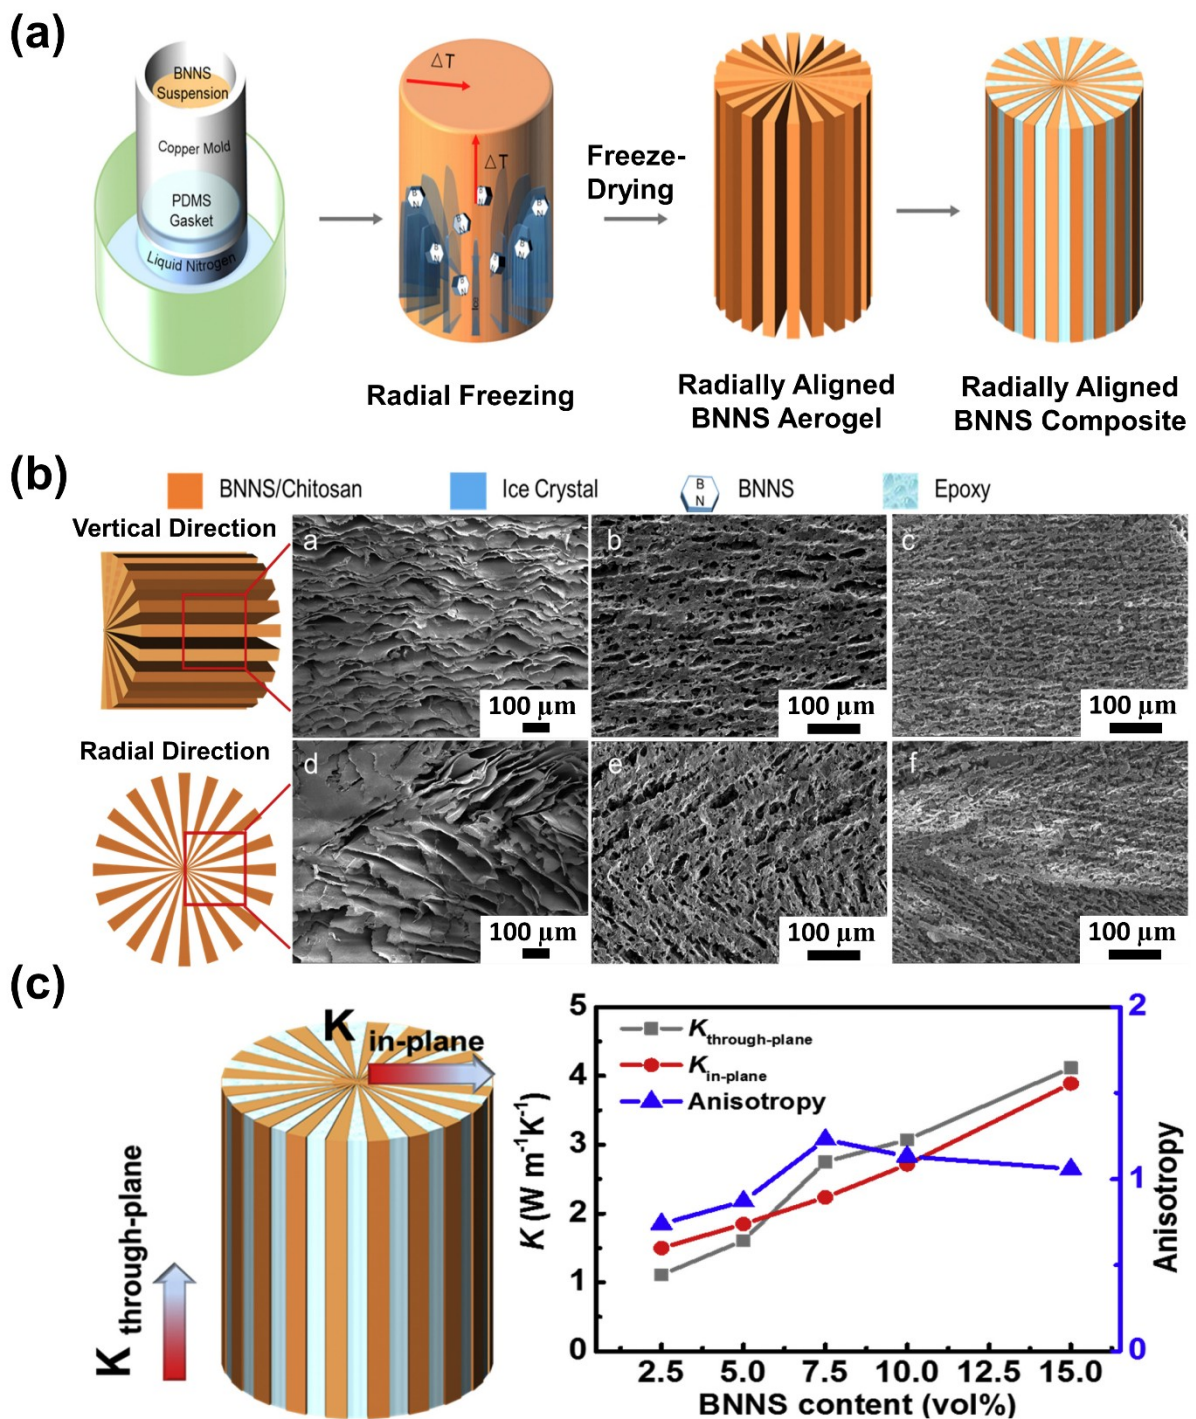 (a)
BNNS
Suspension
Copper Mold
PDMS
Gasket
Liquid Nitrogen
△T
△T
B
N
B
N
B
N
B
N
B
N
B
N
B
N
B
N
Ice
Radial Freezing
Freeze-
Drying
Radially Aligned
BNNS Aerogel
Radially Aligned
BNNS Composite
(b)
BNNS/Chitosan
Ice Crystal
B
N
BNNS
Epoxy
Vertical Direction
a
100 µm
b
100 µm
c
100 µm
Radial Direction
d
100 µm
e
100 µm
f
100 µm
(c)
K in-plane
K through-plane
K through-plane
K in-plane
Anisotropy
K (W m-1K-1)
5
4
3
2
1
0
2.5 5.0 7.5 10.0 12.5 15.0
BNNS content (vol%)
2
1
0
Anisotropy